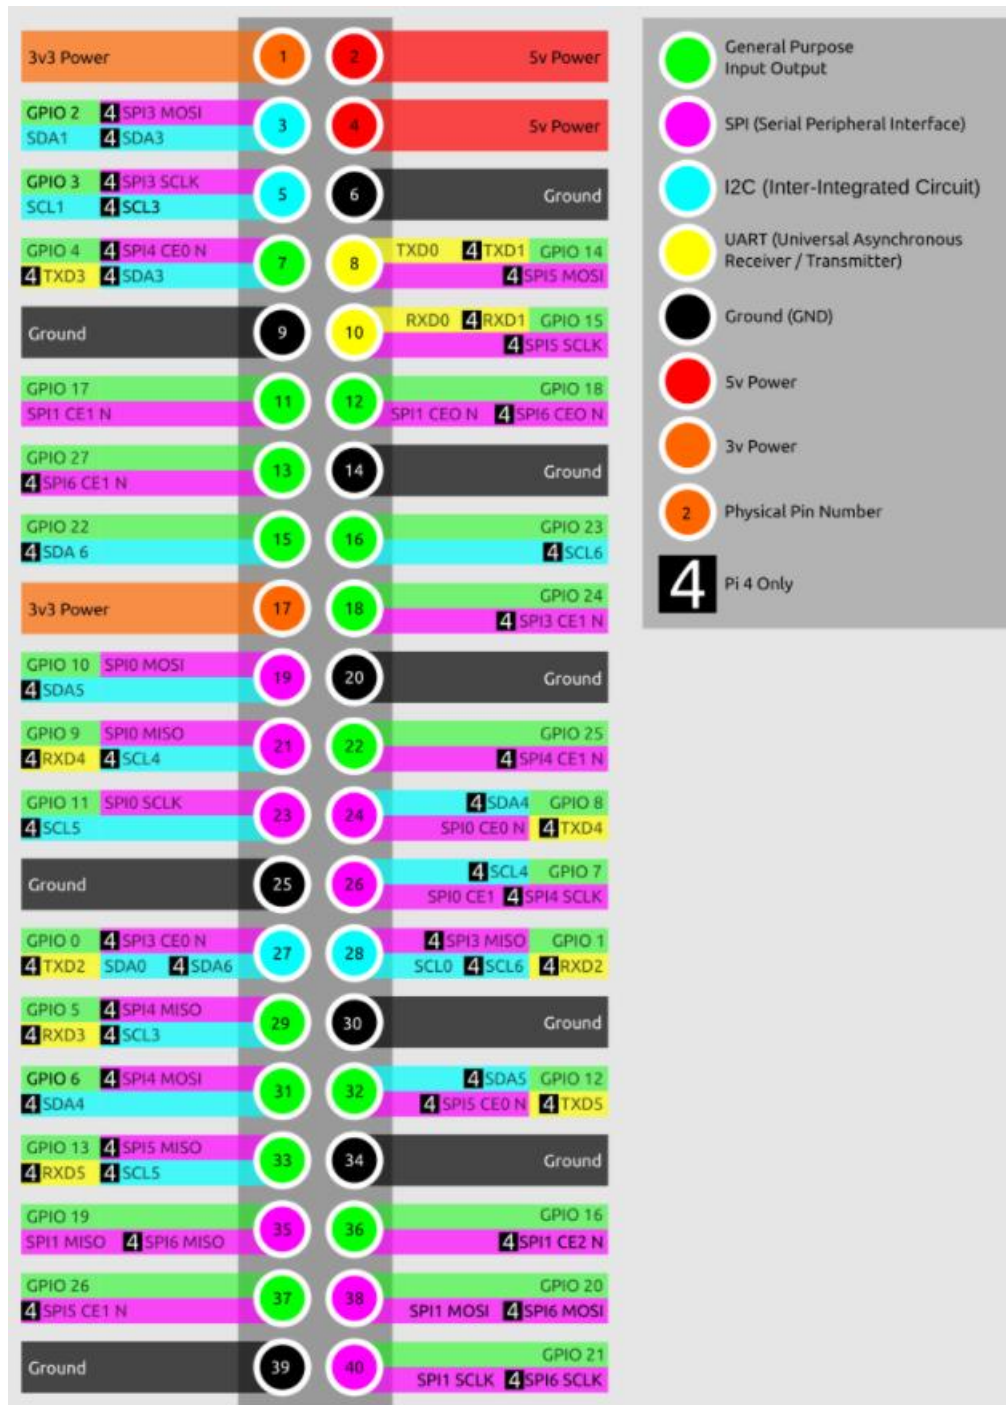 3v3 Power 1 2 5v Power
GPIO 2 4 SPI3 MOSI
SDA1 4 SDA3
3 4 5v Power
GPIO 3 4 SPI3 SCLK
SCL1 4 SCL3
5 6 Ground
GPIO 4 4 SPI4 CE0 N
4 TXD3 4 SDA3
7 8
TXD0 4 TXD1 GPIO 14
4 SPI5 MOSI
Ground 9 10
RXD0 4 RXD1 GPIO 15
4 SPI5 SCLK
GPIO 17
SPI1 CE1 N
11 12
GPIO 18
SPI1 CEO N 4 SPI6 CEO N
GPIO 27
4 SPI6 CE1 N
13 14 Ground
GPIO 22
4 SDA 6
15 16
GPIO 23
4 SCL6
3v3 Power 17 18
GPIO 24
4 SPI3 CE1 N
GPIO 10 SPI0 MOSI
4 SDA5
19 20 Ground
GPIO 9 SPI0 MISO
4 RXD4 4 SCL4
21 22
GPIO 25
4 SPI4 CE1 N
GPIO 11 SPI0 SCLK
4 SCL5
23 24
4 SDA4 GPIO 8
SPI0 CE0 N 4 TXD4
Ground 25 26
4 SCL4 GPIO 7
SPI0 CE1 4 SPI4 SCLK
GPIO 0 4 SPI3 CE0 N
4 TXD2 SDA0 4 SDA6
27 28
4 SPI3 MISO GPIO 1
SCL0 4 SCL6 4 RXD2
GPIO 5 4 SPI4 MISO
4 RXD3 4 SCL3
29 30 Ground
GPIO 6 4 SPI4 MOSI
4 SDA4
31 32
4 SDA5 GPIO 12
4 SPI5 CE0 N 4 TXD5
GPIO 13 4 SPI5 MISO
4 RXD5 4 SCL5
33 34 Ground
GPIO 19
SPI1 MISO 4 SPI6 MISO
35 36
GPIO 16
4 SPI1 CE2 N
GPIO 26
4 SPI5 CE1 N
37 38
GPIO 20
SPI1 MOSI 4 SPI6 MOSI
Ground 39 40
GPIO 21
SPI1 SCLK 4 SPI6 SCLK
General Purpose
Input Output
SPI (Serial Peripheral Interface)
I2C (Inter-Integrated Circuit)
UART (Universal Asynchronous
Receiver / Transmitter)
Ground (GND)
5v Power
3v Power
2 Physical Pin Number
4 Pi 4 Only